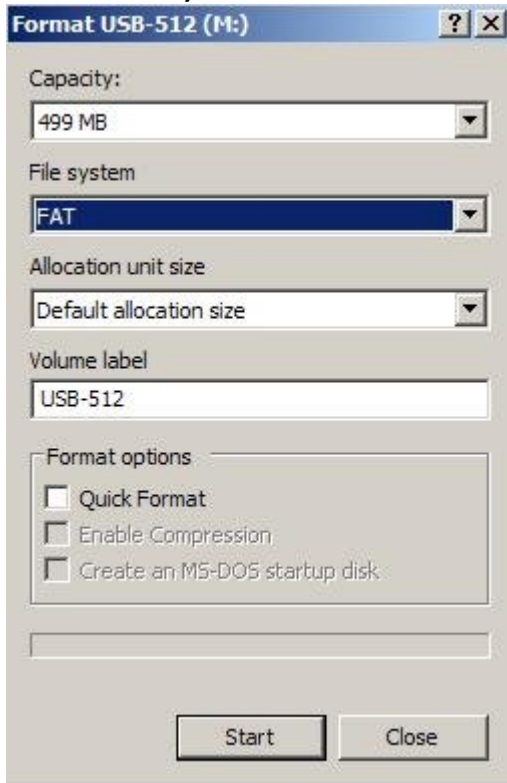 Format USB-512 (M:)
Capacity:
499 MB
File system
FAT
Allocation unit size
Default allocation size
Volume label
USB-512
Format options
Quick Format
Enable Compression
Create an MS-DOS startup disk
Start Close